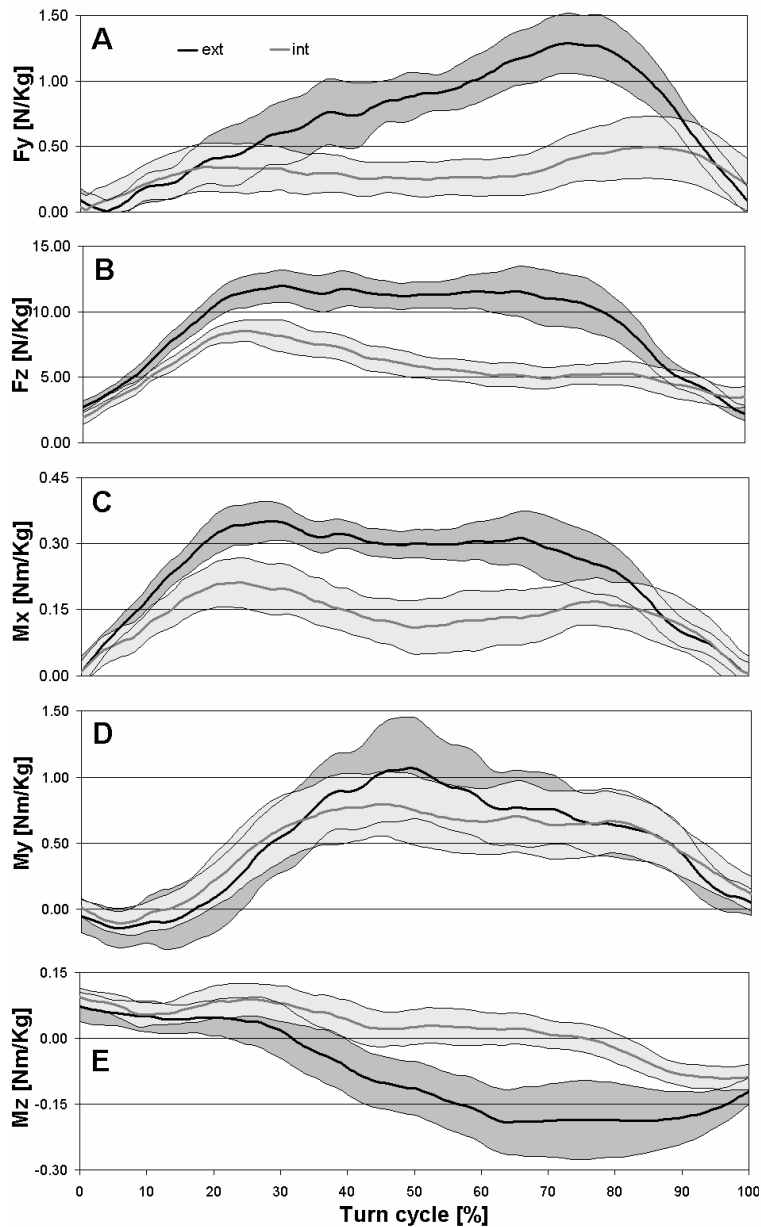 A
ext int
Fy [N/Kg]
1.50
1.00
0.50
0.00
B
Fz [N/Kg]
15.00
10.00
5.00
0.00
C
Mx [Nm/Kg]
0.45
0.30
0.15
0.00
D
My [Nm/Kg]
1.50
1.00
0.50
0.00
E
Mz [Nm/Kg]
0.15
0.00
-0.15
-0.30
0 10 20 30 40 50 60 70 80 90 100
Turn cycle [%]